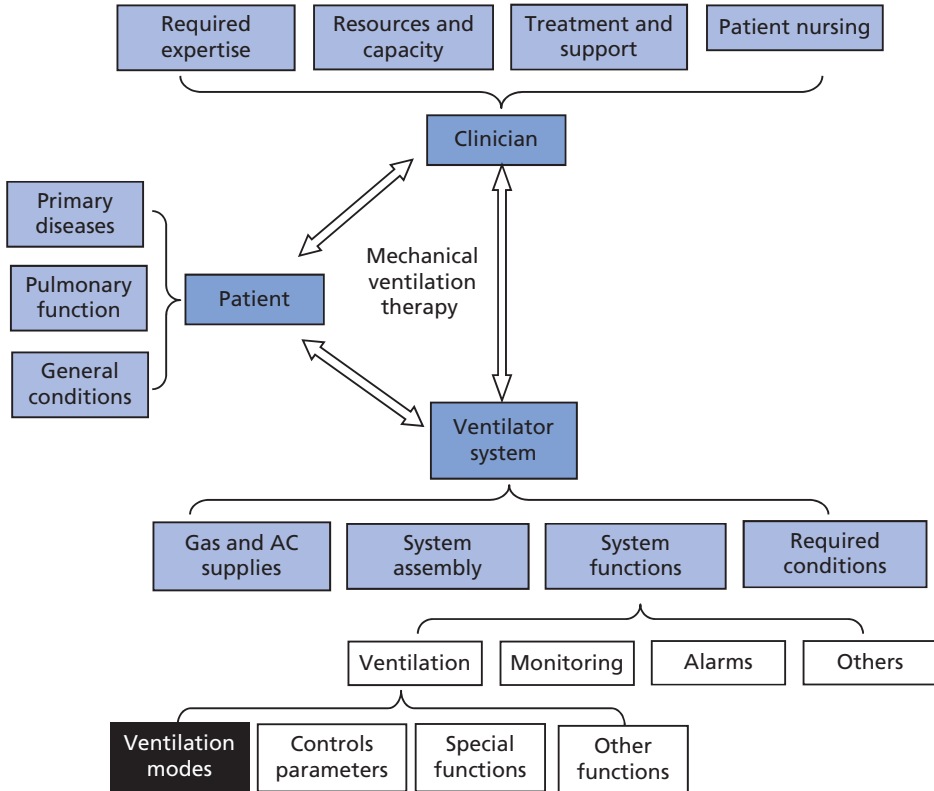 Required
expertise
Resources and
capacity
Treatment and
support
Patient nursing
Clinician
Primary
diseases
Pulmonary
function
General
conditions
Patient
Mechanical
ventilation
therapy
Ventilator
system
Gas and AC
supplies
System
assembly
System
functions
Required
conditions
Ventilation
Monitoring
Alarms
Others
Ventilation
modes
Controls
parameters
Special
functions
Other
functions